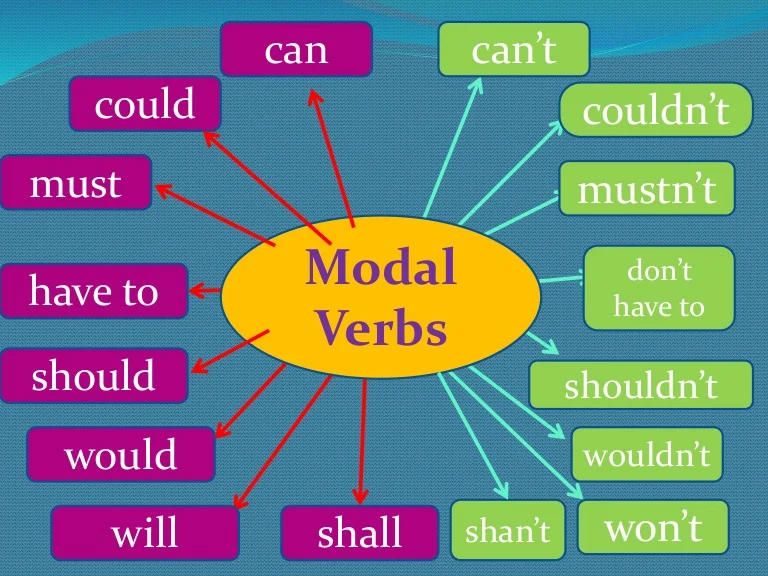 can
can't
could
couldn't
must
mustn't
Modal
Verbs
have to
don't
have to
should
shouldn't
would
wouldn't
will
shall
shan't
won't